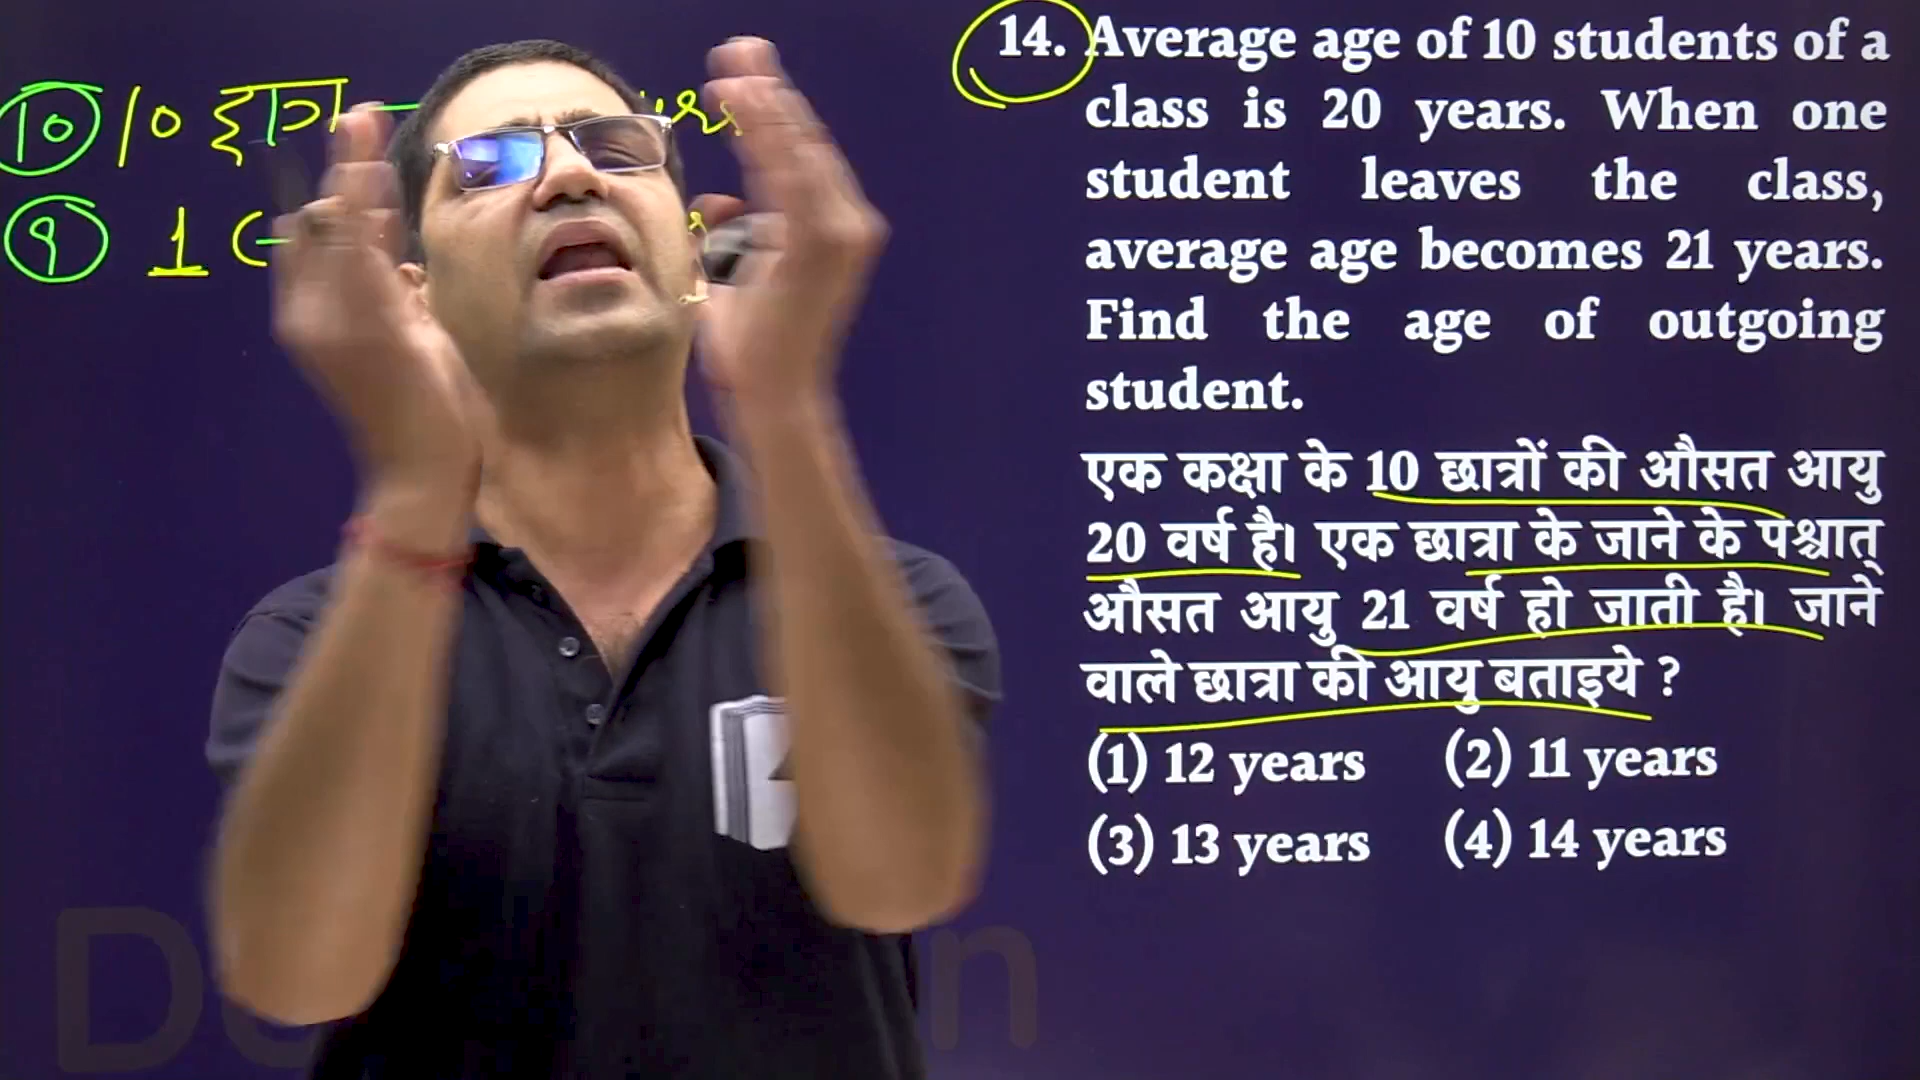 10 10 छात्र yrs
9 1 (-
14. Average age of 10 students of a
class is 20 years. When one
student leaves the class,
average age becomes 21 years.
Find the age of outgoing
student.
एक कक्षा के 10 छात्रों की औसत आयु
20 वर्ष है। एक छात्रा के जाने के पश्चात्
औसत आयु 21 वर्ष हो जाती है। जाने
वाले छात्रा की आयु बताइये ?
(1) 12 years (2) 11 years
(3) 13 years (4) 14 years